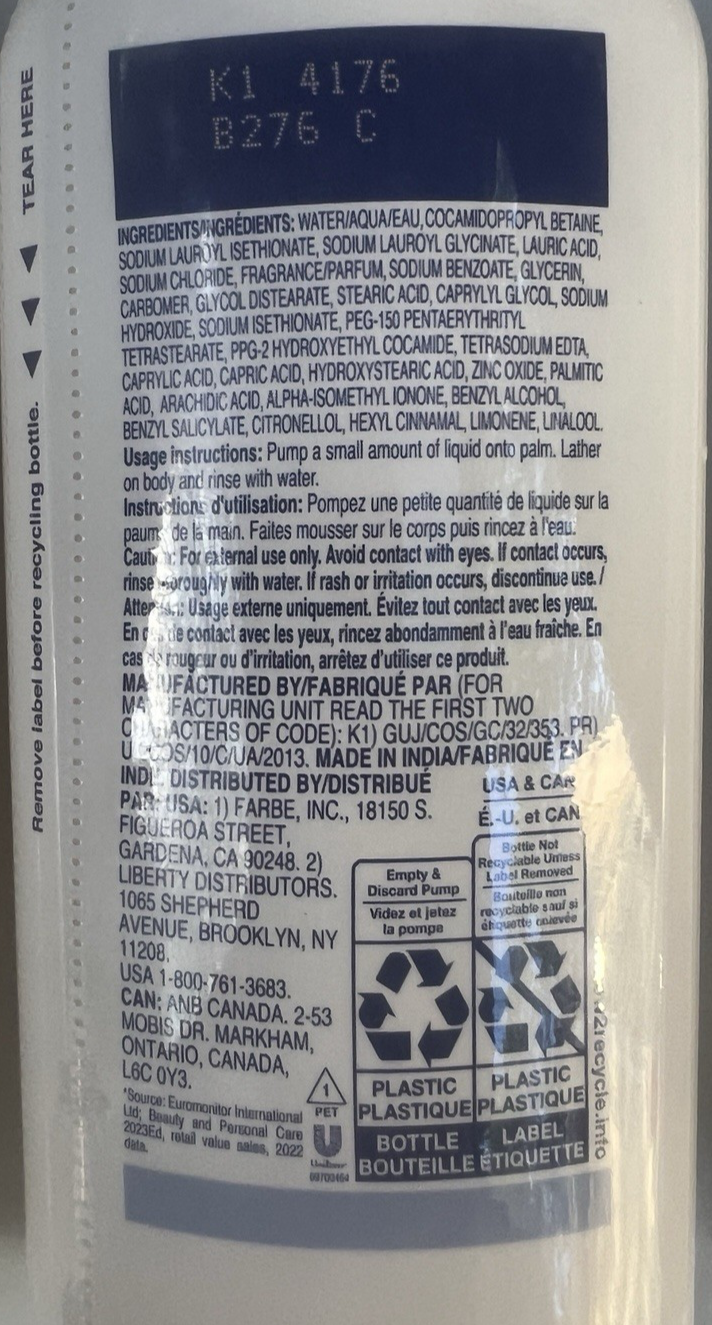 K1 4176
B276 C
TEAR HERE
Remove label before recycling bottle.
INGREDIENTS/INGRÉDIENTS: WATER/AQUA/EAU, COCAMIDOPROPYL BETAINE,
SODIUM LAUROYL ISETHIONATE, SODIUM LAUROYL GLYCINATE, LAURIC ACID,
SODIUM CHLORIDE, FRAGRANCE/PARFUM, SODIUM BENZOATE, GLYCERIN,
CARBOMER, GLYCOL DISTEARATE, STEARIC ACID, CAPRYLYL GLYCOL, SODIUM
HYDROXIDE, SODIUM ISETHIONATE, PEG-150 PENTAERYTHRITYL
TETRASTEARATE, PPG-2 HYDROXYETHYL COCAMIDE, TETRASODIUM EDTA,
CAPRYLIC ACID, CAPRIC ACID, HYDROXYSTEARIC ACID, ZINC OXIDE, PALMITIC
ACID, ARACHIDIC ACID, ALPHA-ISOMETHYL IONONE, BENZYL ALCOHOL,
BENZYL SALICYLATE, CITRONELLOL, HEXYL CINNAMAL, LIMONENE, LINALOOL.
Usage instructions: Pump a small amount of liquid onto palm. Lather
on body and rinse with water.
Instructions d'utilisation: Pompez une petite quantité de liquide sur la
paume de la main. Faites mousser sur le corps puis rincez à l'eau.
Caution: For external use only. Avoid contact with eyes. If contact occurs,
rinse thoroughly with water. If rash or irritation occurs, discontinue use. /
Attention: Usage externe uniquement. Évitez tout contact avec les yeux.
En cas de contact avec les yeux, rincez abondamment à l'eau fraîche. En
cas de rougeur ou d'irritation, arrêtez d'utiliser ce produit.
MANUFACTURED BY/FABRIQUÉ PAR (FOR
MANUFACTURING UNIT READ THE FIRST TWO
CHARACTERS OF CODE): K1) GUJ/COS/GC/32/353. PR)
COS/10/C/UA/2013. MADE IN INDIA/FABRIQUÉ EN
INDE DISTRIBUTED BY/DISTRIBUÉ
PAR: USA: 1) FARBE, INC., 18150 S.
FIGUEROA STREET,
GARDENA, CA 90248. 2)
LIBERTY DISTRIBUTORS.
1065 SHEPHERD
AVENUE, BROOKLYN, NY
11208,
USA 1-800-761-3683.
CAN: ANB CANADA. 2-53
MOBIS DR. MARKHAM,
ONTARIO, CANADA,
L6C 0Y3.
*Source: Euromonitor International
Ltd; Beauty and Personal Care
2023Ed, retail value sales, 2022
data.
1
PET
Unilever
USA & CAN
É.-U. et CAN
Empty &
Discard Pump
Videz et jetez
la pompe
Bottle Not
Recyclable Unless
Label Removed
Bouteille non
recyclable sauf si
étiquette enlevée
PLASTIC
PLASTIQUE
PLASTIC
PLASTIQUE
BOTTLE
BOUTEILLE
LABEL
ÉTIQUETTE